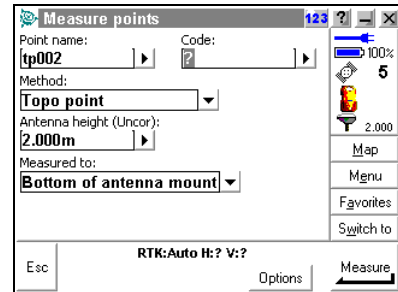 Measure points 123 ?
Point name: Code:
tp002 ?
Method:
Topo point
Antenna height (Uncor):
2.000m
Measured to:
Bottom of antenna mount
100%
5
2.000
Map
Menu
Favorites
Switch to
RTK:Auto H:? V:?
Esc Options Measure